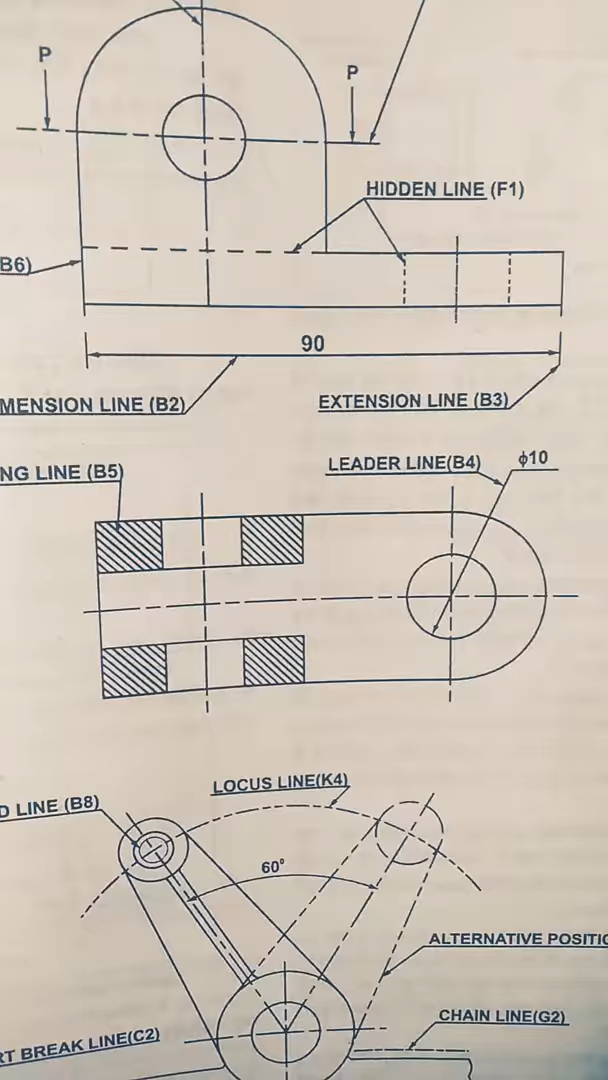 P
P
HIDDEN LINE (F1)
B6)
90
MENSION LINE (B2)
EXTENSION LINE (B3)
NG LINE (B5)
LEADER LINE(B4)
ϕ10
LOCUS LINE(K4)
D LINE (B8)
60°
ALTERNATIVE POSITIO
CHAIN LINE(G2)
RT BREAK LINE(C2)